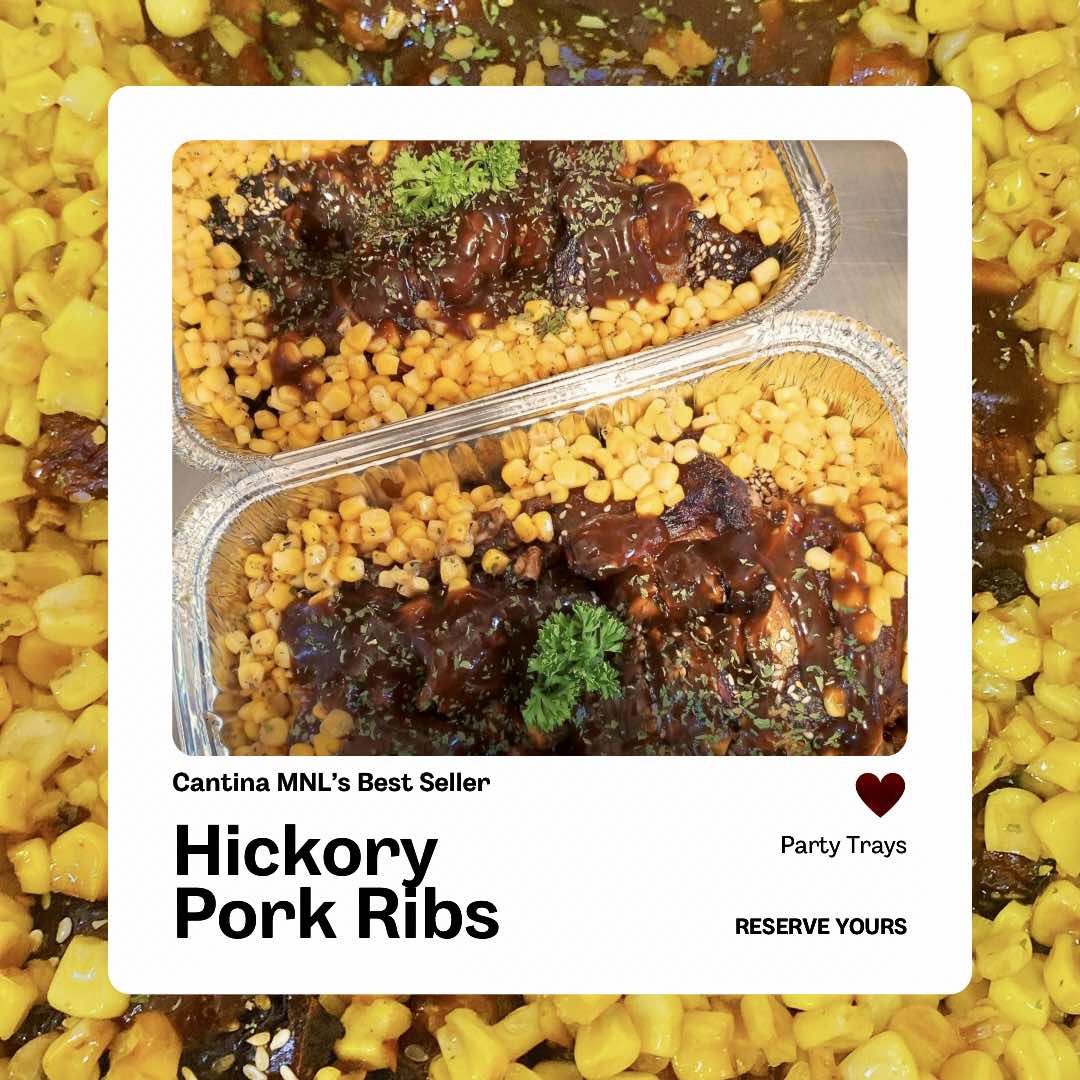 Cantina MNL’s Best Seller
Hickory
Pork Ribs
Party Trays
RESERVE YOURS